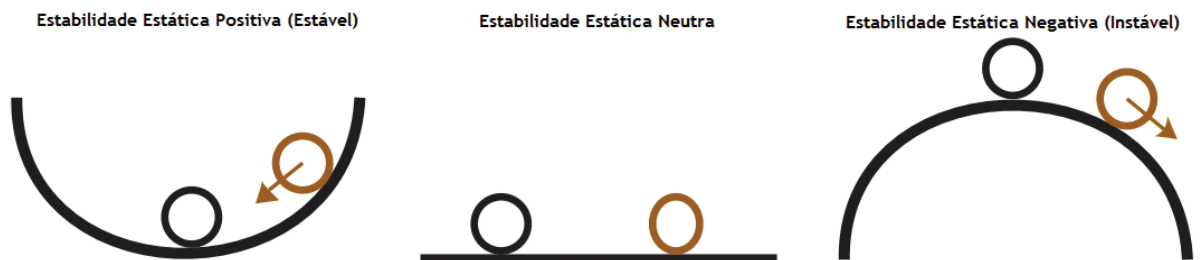 Estabilidade Estática Positiva (Estável)
Estabilidade Estática Neutra
Estabilidade Estática Negativa (Instável)